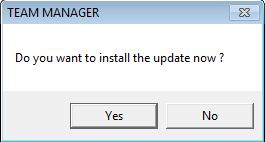 TEAM MANAGER
Do you want to install the update now ?
Yes No